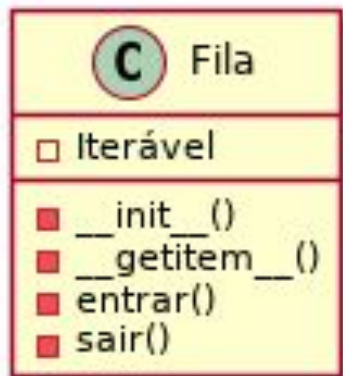 C Fila
Iterável
__init__()
__getitem__()
entrar()
sair()